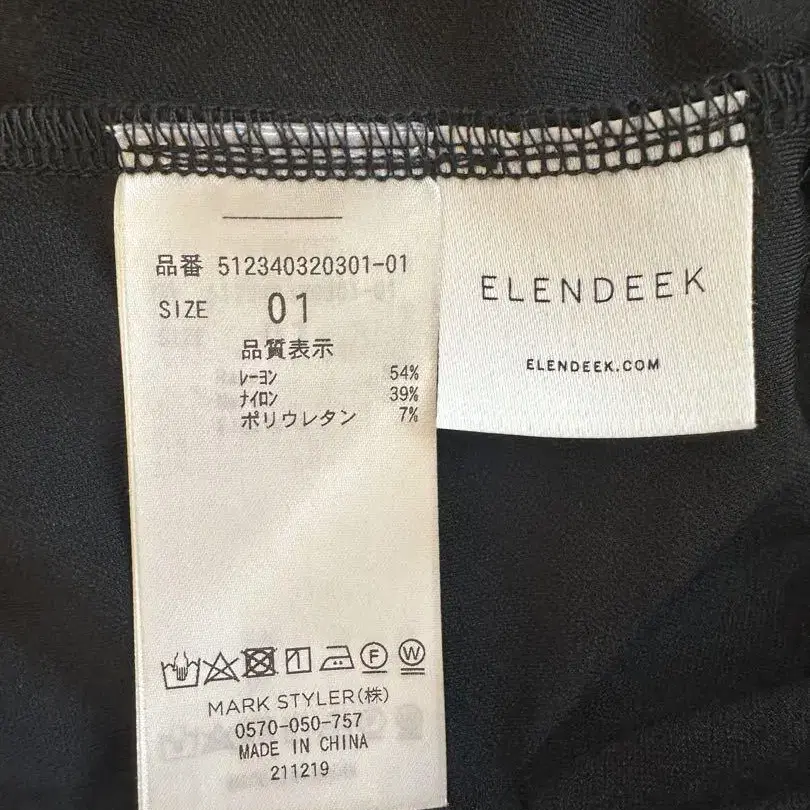 品番 512340320301-01
SIZE 01
品質表示
レーヨン 54%
ナイロン 39%
ポリウレタン 7%
F W
MARK STYLER(株)
0570-050-757
MADE IN CHINA
211219
ELENDEEK
ELENDEEK.COM